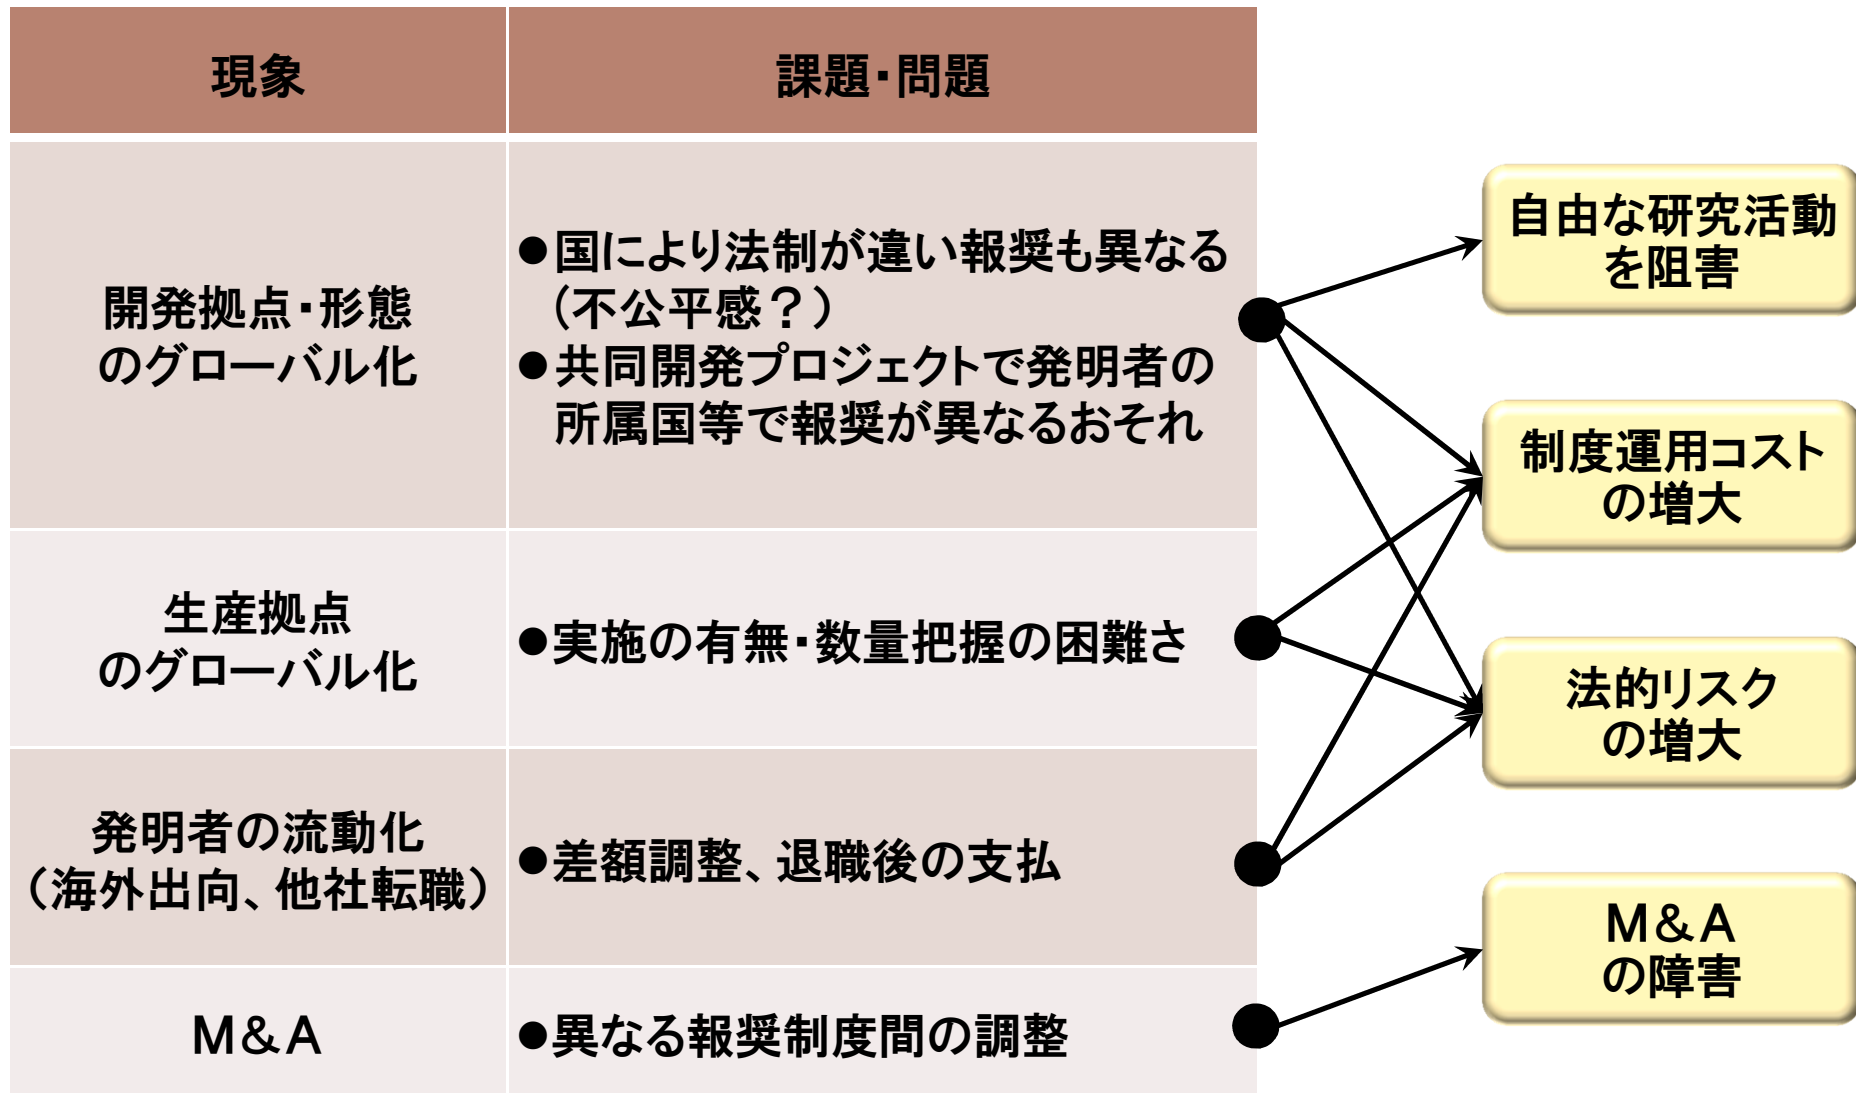 現象
課題・問題
開発拠点・形態
のグローバル化
●国により法制が違い報奨も異なる
(不公平感？)
●共同開発プロジェクトで発明者の
所属国等で報奨が異なるおそれ
生産拠点
のグローバル化
●実施の有無・数量把握の困難さ
発明者の流動化
（海外出向、他社転職）
●差額調整、退職後の支払
M＆A
●異なる報奨制度間の調整
自由な研究活動
を阻害
制度運用コスト
の増大
法的リスク
の増大
M＆A
の障害